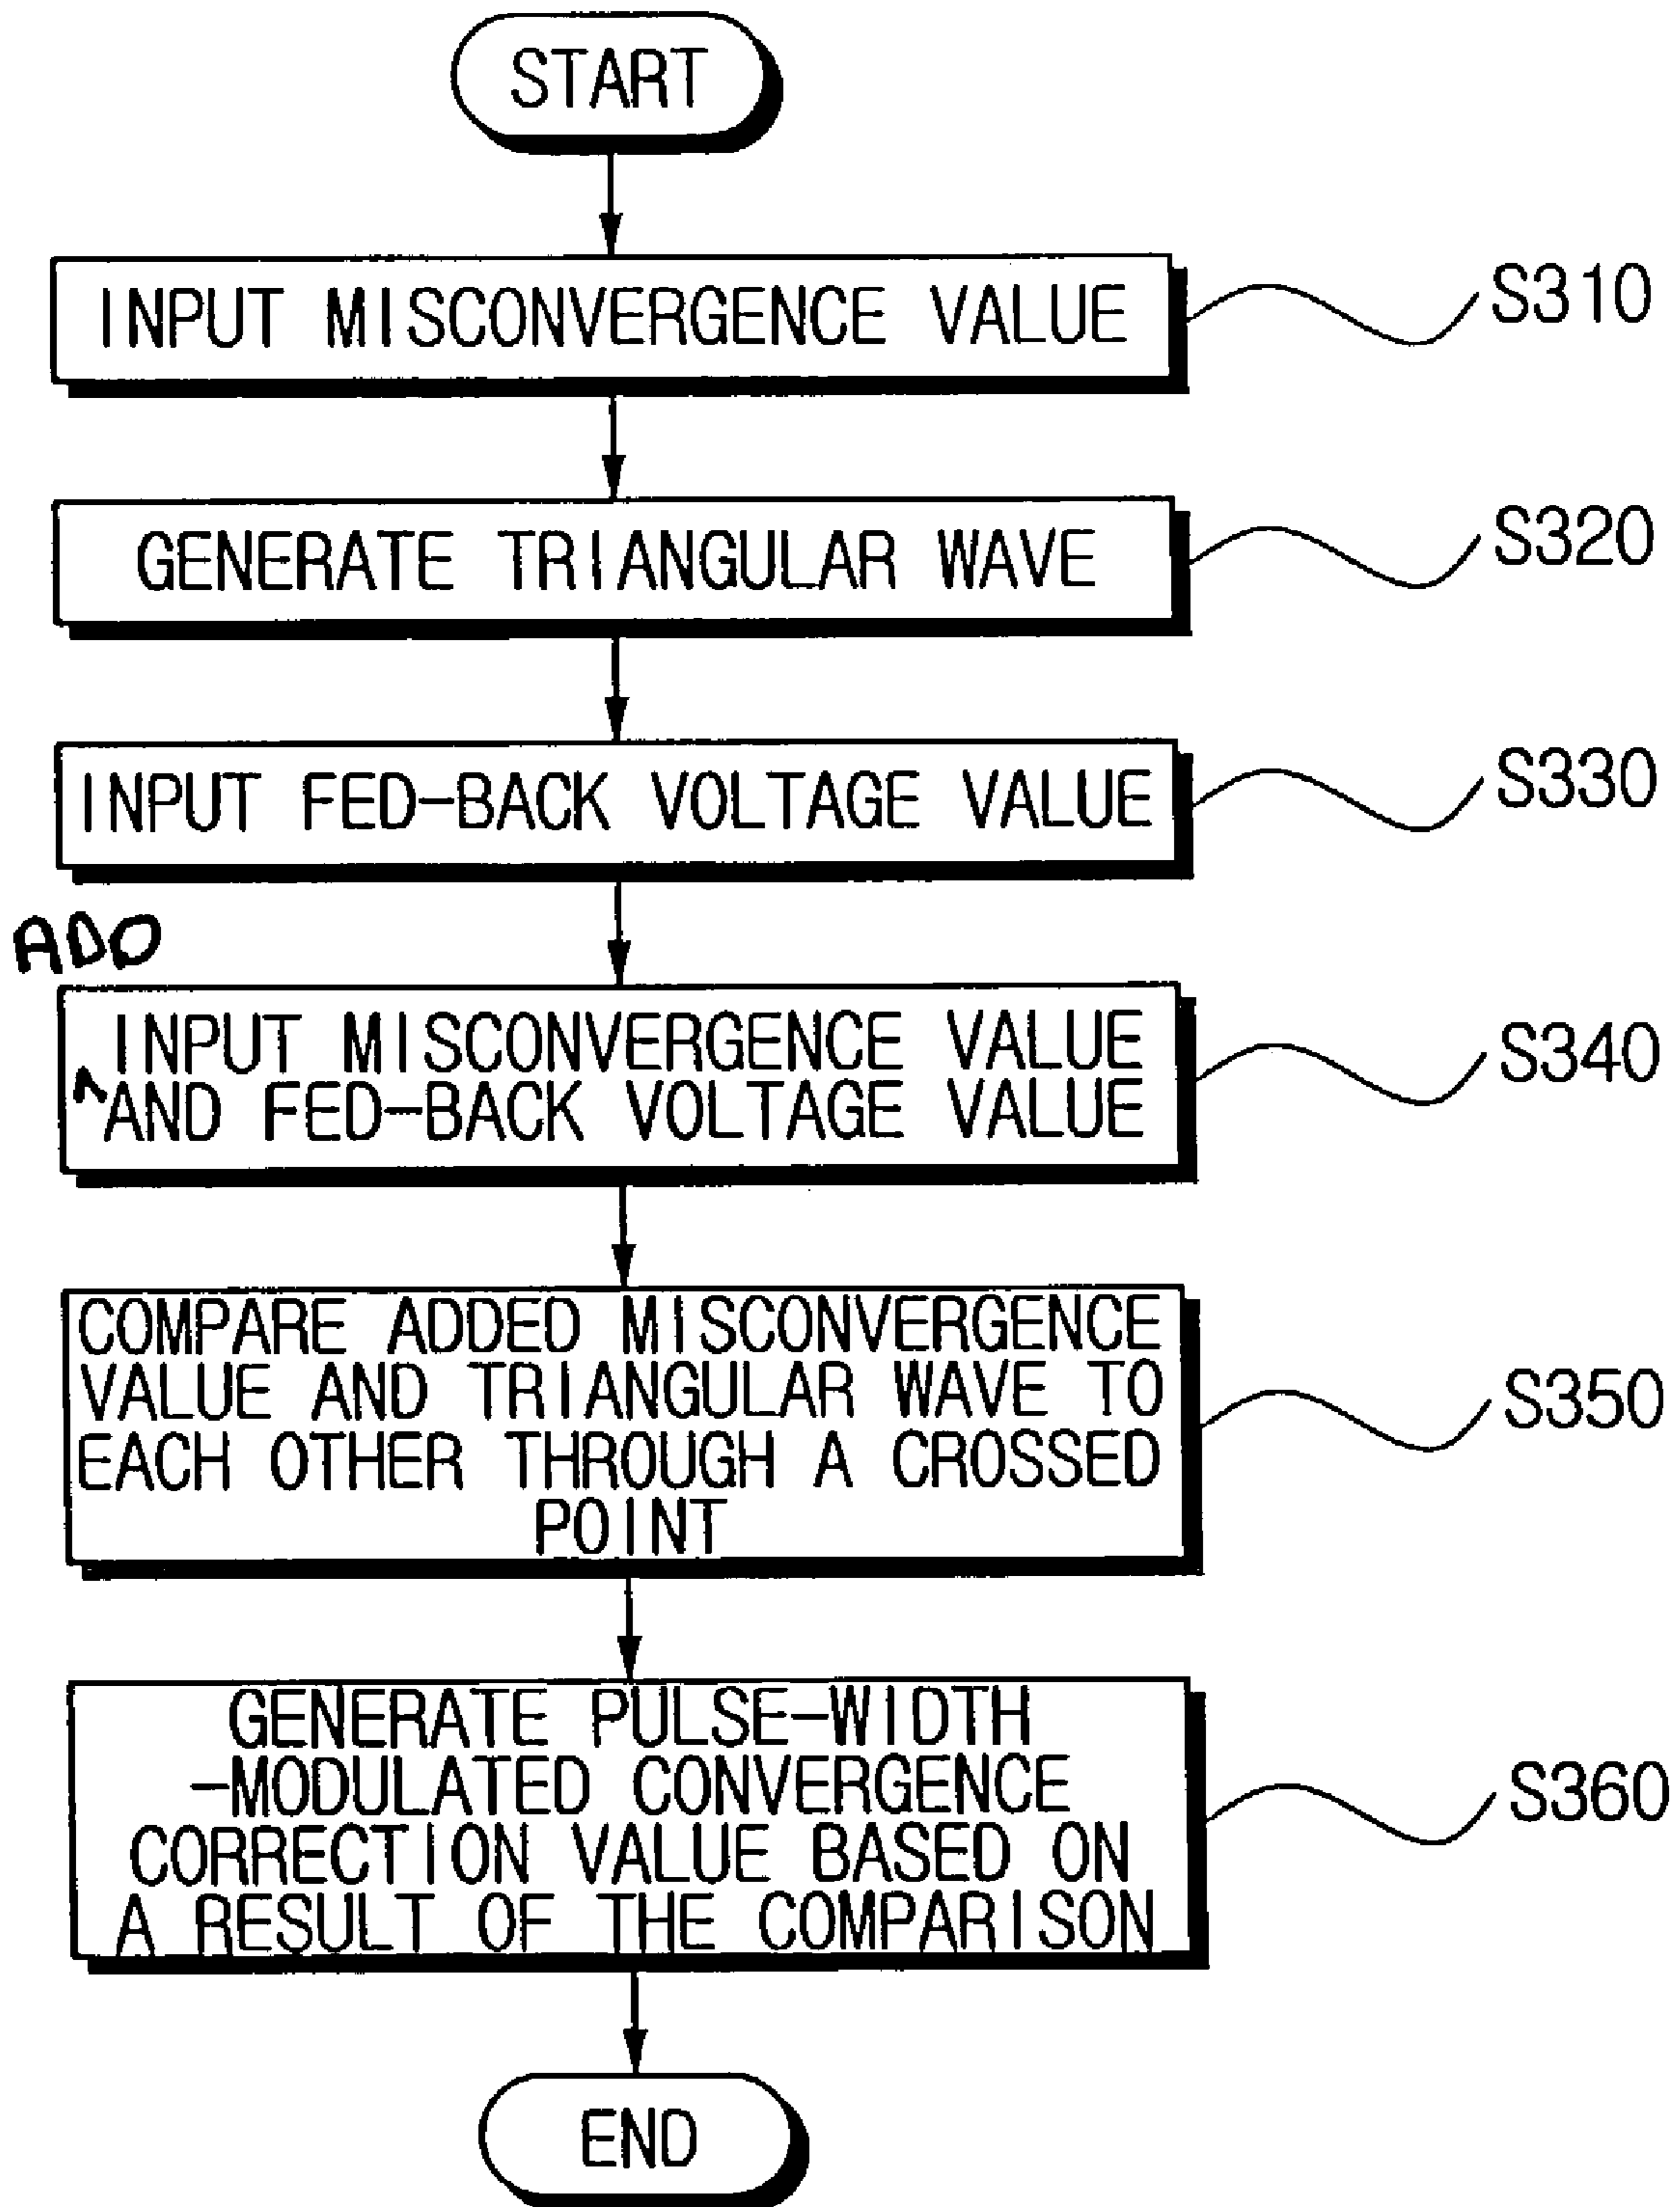 START
INPUT MISCONVERGENCE VALUE
S310
GENERATE TRIANGULAR WAVE
S320
INPUT FED-BACK VOLTAGE VALUE
S330
ADD
^
INPUT MISCONVERGENCE VALUE
AND FED-BACK VOLTAGE VALUE
S340
COMPARE ADDED MISCONVERGENCE
VALUE AND TRIANGULAR WAVE TO
EACH OTHER THROUGH A CROSSED
POINT
S350
GENERATE PULSE-WIDTH
-MODULATED CONVERGENCE
CORRECTION VALUE BASED ON
A RESULT OF THE COMPARISON
S360
END